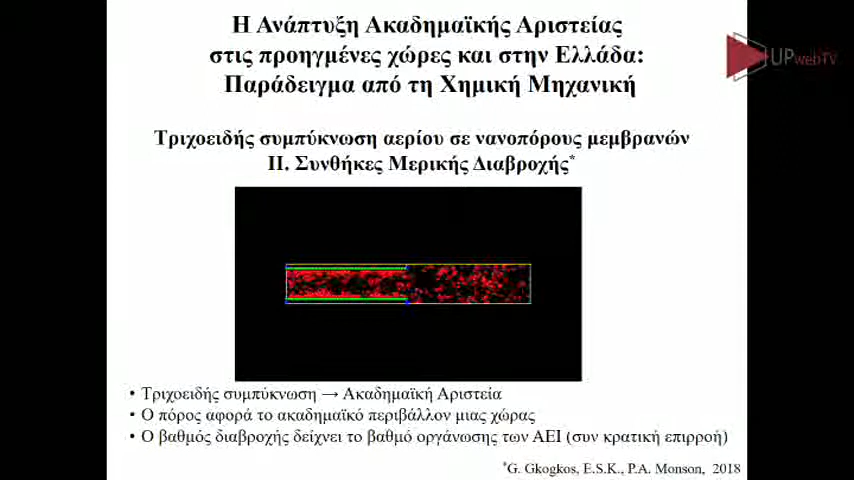 Η Ανάπτυξη Ακαδημαϊκής Αριστείας
στις προηγμένες χώρες και στην Ελλάδα:
Παράδειγμα από τη Χημική Μηχανική
UPwebTV
Τριχοειδής συμπύκνωση αερίου σε νανοπόρους μεμβρανών
ΙΙ. Συνθήκες Μερικής Διαβροχής*
• Τριχοειδής συμπύκνωση → Ακαδημαϊκή Αριστεία
• Ο πόρος αφορά το ακαδημαϊκό περιβάλλον μιας χώρας
• Ο βαθμός διαβροχής δείχνει το βαθμό οργάνωσης των ΑΕΙ (συν κρατική επιρροή)
*G. Gkogkos, E.S.K., P.A. Monson, 2018